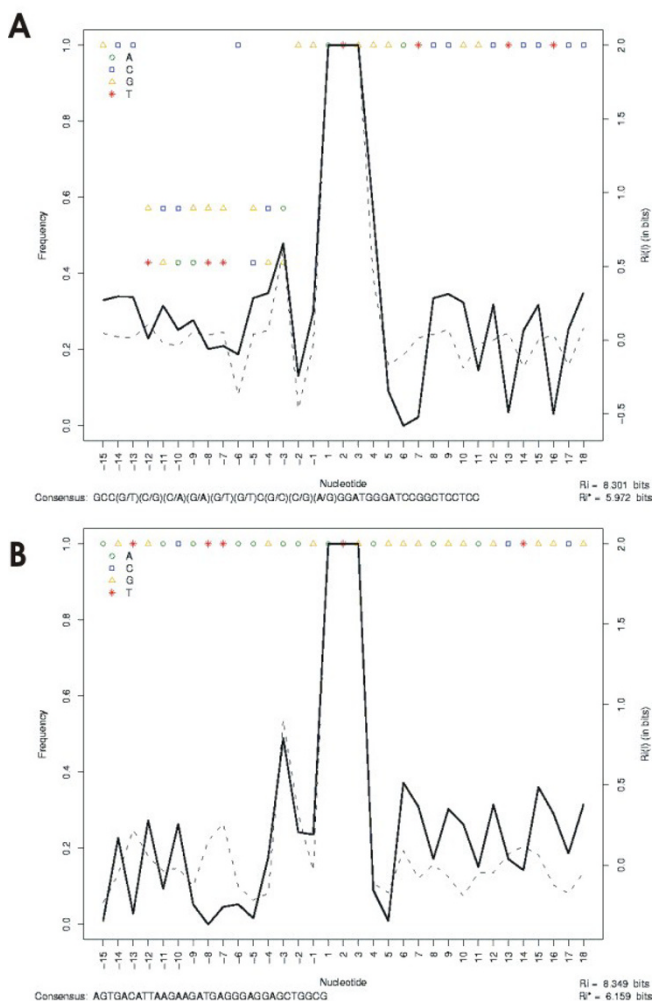 A
1.0
0.8
0.6
0.4
0.2
0.0
Frequency
A
C
G
T
2.0
1.5
1.0
0.5
0.0
−0.5
Ri(l) (in bits)
−15 −14 −13 −12 −11 −10 −9 −8 −7 −6 −5 −4 −3 −2 −1 1 2 3 4 5 6 7 8 9 10 11 12 13 14 15 16 17 18
Nucleotide
Ri = 8.301 bits
Consensus: GCC(G/T)(C/G)(C/A)(G/A)(G/T)(G/T)C(G/C)(C/G)(A/G)GGATGGGATCCGGCTCCTCC
Ri* = 5.972 bits
B
1.0
0.8
0.6
0.4
0.2
0.0
Frequency
A
C
G
T
2.0
1.5
1.0
0.5
0.0
Ri(l) (in bits)
−15 −14 −13 −12 −11 −10 −9 −8 −7 −6 −5 −4 −3 −2 −1 1 2 3 4 5 6 7 8 9 10 11 12 13 14 15 16 17 18
Nucleotide
Ri = 8.349 bits
Consensus: AGTGACATTAAGAAGATGAGGGAGGAGCTGGCG
Ri* = 6.159 bits